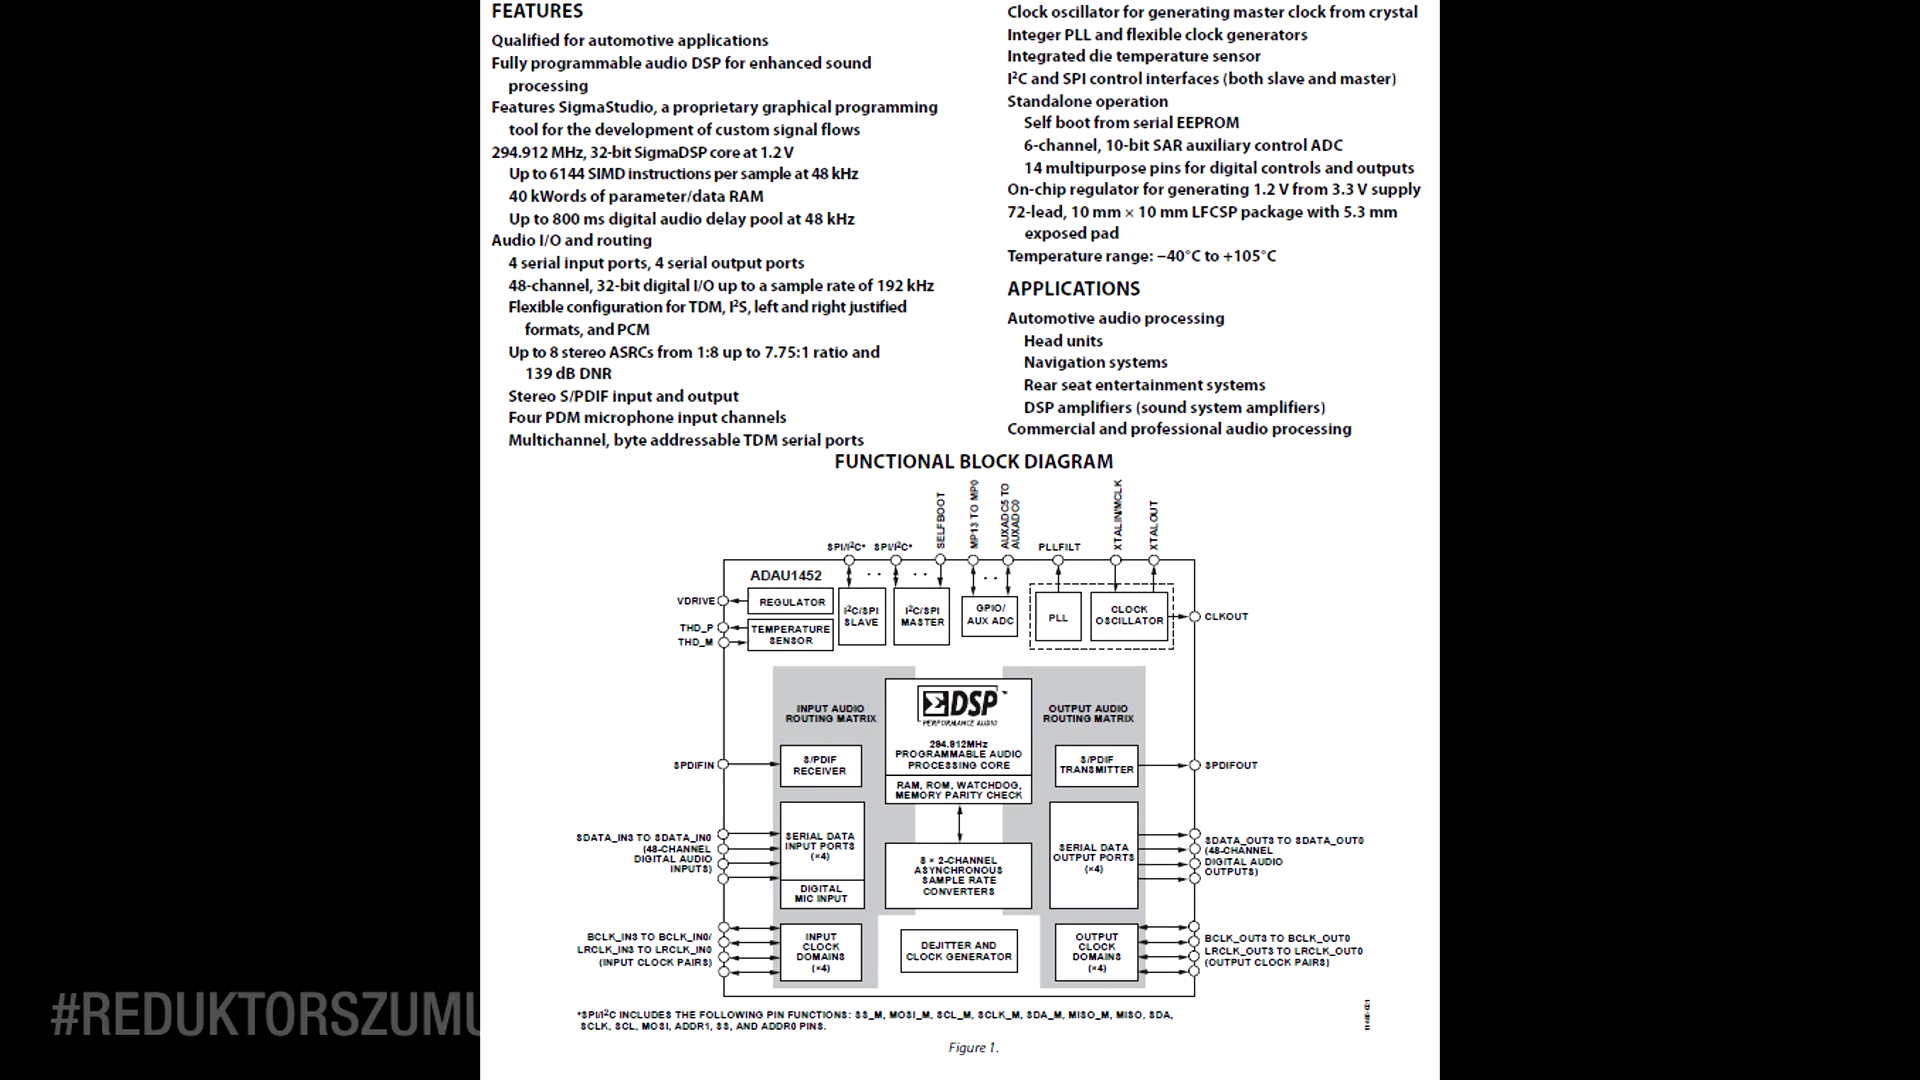 FEATURES
Qualified for automotive applications
Fully programmable audio DSP for enhanced sound
processing
Features SigmaStudio, a proprietary graphical programming
tool for the development of custom signal flows
294.912 MHz, 32-bit SigmaDSP core at 1.2 V
Up to 6144 SIMD instructions per sample at 48 kHz
40 kWords of parameter/data RAM
Up to 800 ms digital audio delay pool at 48 kHz
Audio I/O and routing
4 serial input ports, 4 serial output ports
48-channel, 32-bit digital I/O up to a sample rate of 192 kHz
Flexible configuration for TDM, I²S, left and right justified
formats, and PCM
Up to 8 stereo ASRCs from 1:8 up to 7.75:1 ratio and
139 dB DNR
Stereo S/PDIF input and output
Four PDM microphone input channels
Multichannel, byte addressable TDM serial ports
Clock oscillator for generating master clock from crystal
Integer PLL and flexible clock generators
Integrated die temperature sensor
I²C and SPI control interfaces (both slave and master)
Standalone operation
Self boot from serial EEPROM
6-channel, 10-bit SAR auxiliary control ADC
14 multipurpose pins for digital controls and outputs
On-chip regulator for generating 1.2 V from 3.3 V supply
72-lead, 10 mm × 10 mm LFCSP package with 5.3 mm
exposed pad
Temperature range: −40°C to +105°C
APPLICATIONS
Automotive audio processing
Head units
Navigation systems
Rear seat entertainment systems
DSP amplifiers (sound system amplifiers)
Commercial and professional audio processing
FUNCTIONAL BLOCK DIAGRAM
SPI/I²C*
SPI/I²C*
SELFBOOT
MP13 TO MP0
AUXADC5 TO
AUXADC0
PLLFILT
XTALIN/MCLK
XTALOUT
ADAU1452
VDRIVE
REGULATOR
THD_P
THD_M
TEMPERATURE
SENSOR
I²C/SPI
SLAVE
I²C/SPI
MASTER
GPIO/
AUX ADC
PLL
CLOCK
OSCILLATOR
CLKOUT
INPUT AUDIO
ROUTING MATRIX
ΣDSP™
PERFORMANCE AUDIO
294.912MHz
PROGRAMMABLE AUDIO
PROCESSING CORE
RAM, ROM, WATCHDOG,
MEMORY PARITY CHECK
OUTPUT AUDIO
ROUTING MATRIX
SPDIFIN
S/PDIF
RECEIVER
S/PDIF
TRANSMITTER
SPDIFOUT
SDATA_IN3 TO SDATA_IN0
(48-CHANNEL
DIGITAL AUDIO
INPUTS)
SERIAL DATA
INPUT PORTS
(×4)
DIGITAL
MIC INPUT
8 × 2-CHANNEL
ASYNCHRONOUS
SAMPLE RATE
CONVERTERS
SERIAL DATA
OUTPUT PORTS
(×4)
SDATA_OUT3 TO SDATA_OUT0
(48-CHANNEL
DIGITAL AUDIO
OUTPUTS)
BCLK_IN3 TO BCLK_IN0/
LRCLK_IN3 TO LRCLK_IN0
(INPUT CLOCK PAIRS)
INPUT
CLOCK
DOMAINS
(×4)
DEJITTER AND
CLOCK GENERATOR
OUTPUT
CLOCK
DOMAINS
(×4)
BCLK_OUT3 TO BCLK_OUT0
LRCLK_OUT3 TO LRCLK_OUT0
(OUTPUT CLOCK PAIRS)
*SPI/I²C INCLUDES THE FOLLOWING PIN FUNCTIONS: SS_M, MOSI_M, SCL_M, SCLK_M, SDA_M, MISO_M, MISO, SDA,
SCLK, SCL, MOSI, ADDR1, SS, AND ADDR0 PINS.
Figure 1.
#REDUKTORSZUMU